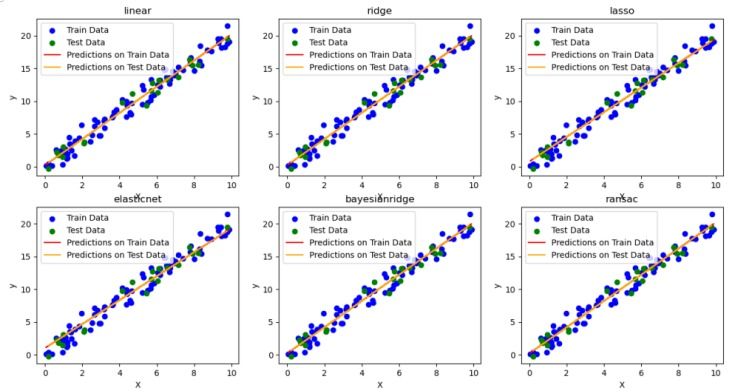 linear
Train Data
Test Data
Predictions on Train Data
Predictions on Test Data
20
15
10
5
0
y
0 2 4 6 8 10
x
ridge
Train Data
Test Data
Predictions on Train Data
Predictions on Test Data
20
15
10
5
0
y
0 2 4 6 8 10
x
lasso
Train Data
Test Data
Predictions on Train Data
Predictions on Test Data
20
15
10
5
0
y
0 2 4 6 8 10
x
elasticnet
Train Data
Test Data
Predictions on Train Data
Predictions on Test Data
20
15
10
5
0
y
0 2 4 6 8 10
x
bayesianridge
Train Data
Test Data
Predictions on Train Data
Predictions on Test Data
20
15
10
5
0
y
0 2 4 6 8 10
x
ransac
Train Data
Test Data
Predictions on Train Data
Predictions on Test Data
20
15
10
5
0
y
0 2 4 6 8 10
x